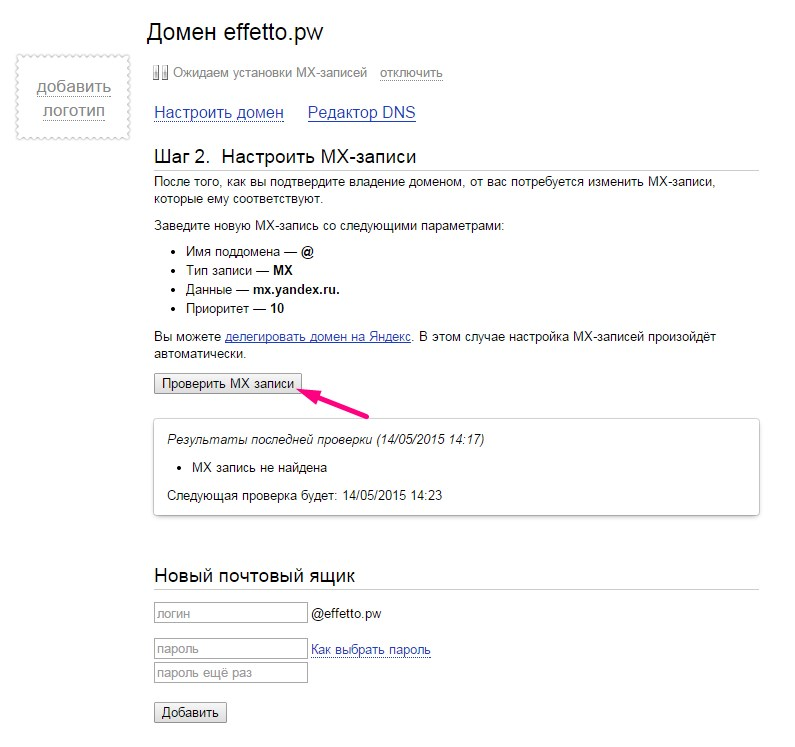 Домен effetto.pw
добавить
логотип
Ожидаем установки MX-записей отключить
Настроить домен Редактор DNS
Шаг 2. Настроить MX-записи
После того, как вы подтвердите владение доменом, от вас потребуется изменить MX-записи,
которые ему соответствуют.
Заведите новую MX-запись со следующими параметрами:
• Имя поддомена — @
• Тип записи — MX
• Данные — mx.yandex.ru.
• Приоритет — 10
Вы можете делегировать домен на Яндекс. В этом случае настройка MX-записей произойдёт
автоматически.
Проверить MX записи
Результаты последней проверки (14/05/2015 14:17)
• MX запись не найдена
Следующая проверка будет: 14/05/2015 14:23
Новый почтовый ящик
логин @effetto.pw
пароль Как выбрать пароль
пароль ещё раз
Добавить